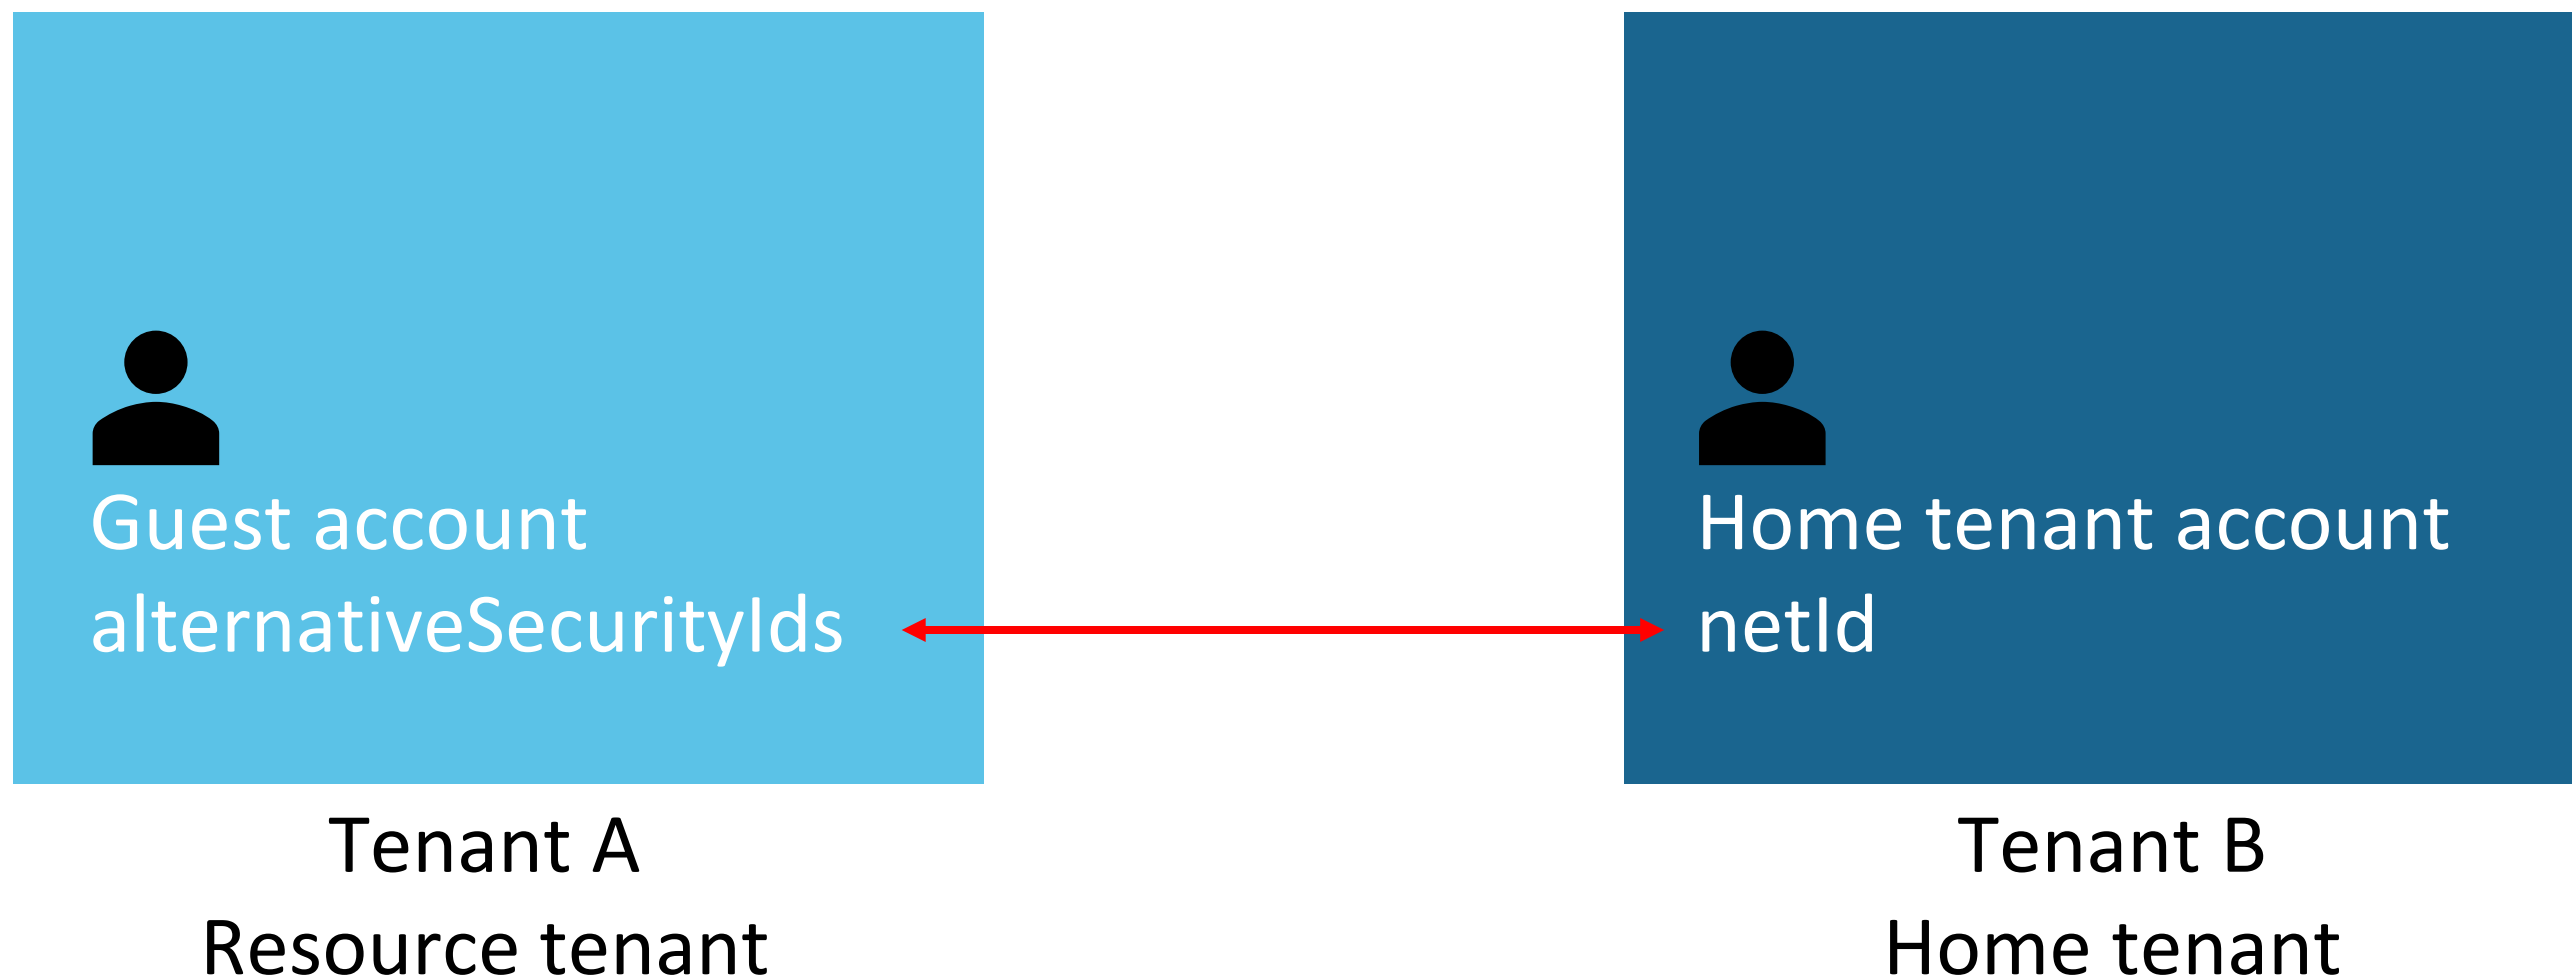 Guest account
alternativeSecurityIds
Home tenant account
netId
Tenant A
Resource tenant
Tenant B
Home tenant